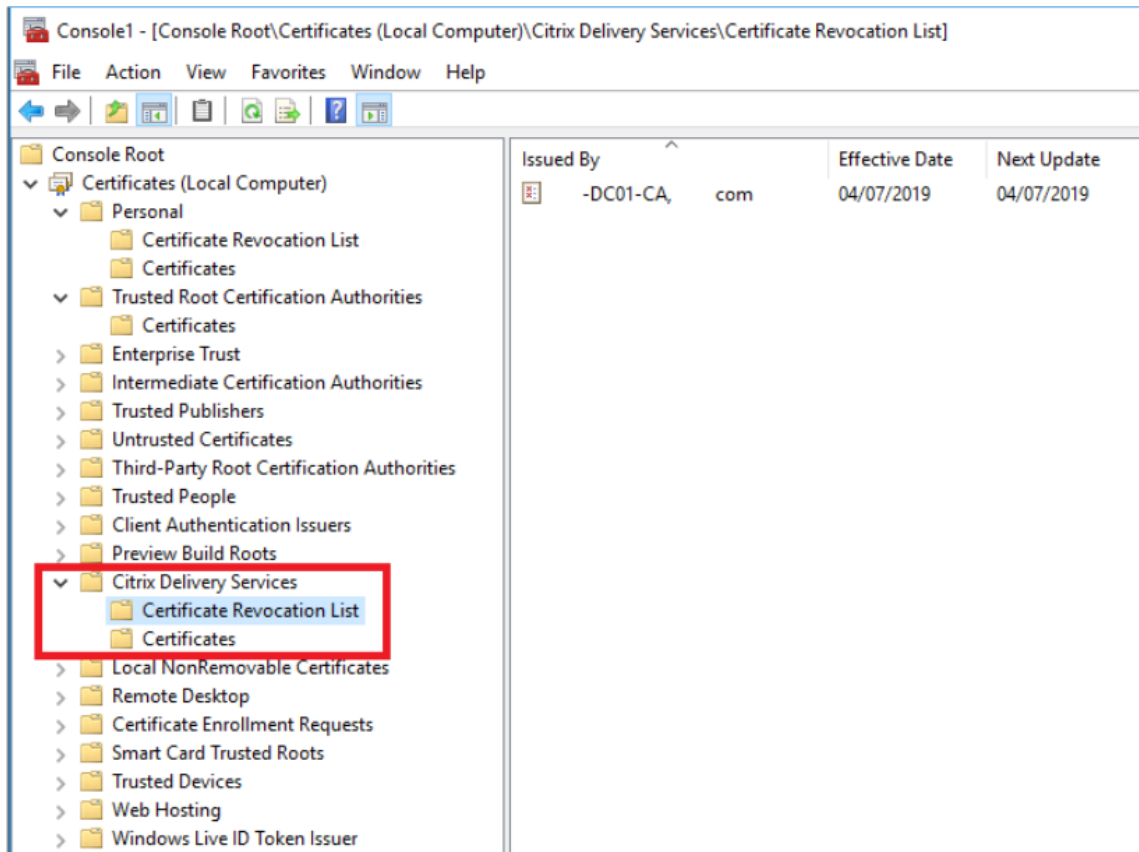 Console1 - [Console Root\Certificates (Local Computer)\Citrix Delivery Services\Certificate Revocation List]
File Action View Favorites Window Help
Console Root
Certificates (Local Computer)
Personal
Certificate Revocation List
Certificates
Trusted Root Certification Authorities
Certificates
Enterprise Trust
Intermediate Certification Authorities
Trusted Publishers
Untrusted Certificates
Third-Party Root Certification Authorities
Trusted People
Client Authentication Issuers
Preview Build Roots
Citrix Delivery Services
Certificate Revocation List
Certificates
Local NonRemovable Certificates
Remote Desktop
Certificate Enrollment Requests
Smart Card Trusted Roots
Trusted Devices
Web Hosting
Windows Live ID Token Issuer
Issued By Effective Date Next Update
-DC01-CA, com 04/07/2019 04/07/2019